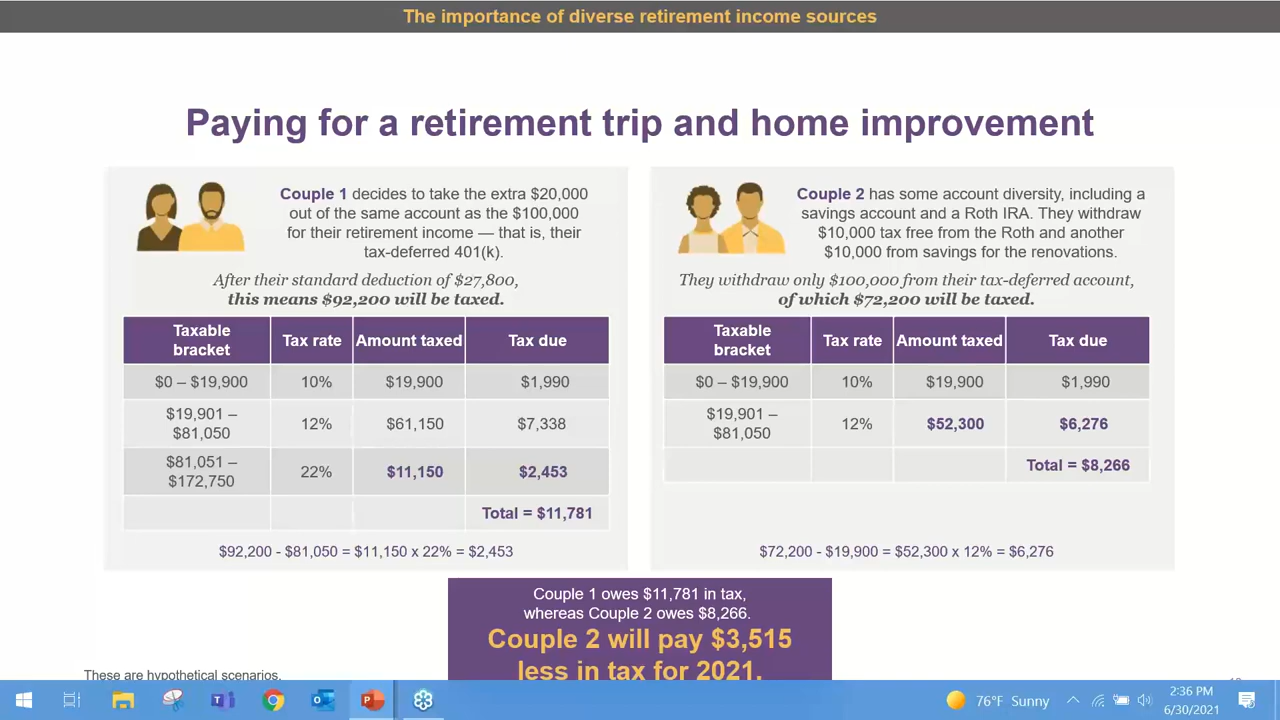 The importance of diverse retirement income sources
Paying for a retirement trip and home improvement
Couple 1 decides to take the extra $20,000
out of the same account as the $100,000
for their retirement income — that is, their
tax-deferred 401(k).
After their standard deduction of $27,800,
this means $92,200 will be taxed.
Taxable
bracket
Tax rate
Amount taxed
Tax due
$0 – $19,900
10%
$19,900
$1,990
$19,901 –
$81,050
12%
$61,150
$7,338
$81,051 –
$172,750
22%
$11,150
$2,453
Total = $11,781
$92,200 - $81,050 = $11,150 x 22% = $2,453
Couple 2 has some account diversity, including a
savings account and a Roth IRA. They withdraw
$10,000 tax free from the Roth and another
$10,000 from savings for the renovations.
They withdraw only $100,000 from their tax-deferred account,
of which $72,200 will be taxed.
Taxable
bracket
Tax rate
Amount taxed
Tax due
$0 – $19,900
10%
$19,900
$1,990
$19,901 –
$81,050
12%
$52,300
$6,276
Total = $8,266
$72,200 - $19,900 = $52,300 x 12% = $6,276
Couple 1 owes $11,781 in tax,
whereas Couple 2 owes $8,266.
Couple 2 will pay $3,515
less in tax for 2021.
These are hypothetical scenarios.
76°F Sunny
2:36 PM
6/30/2021